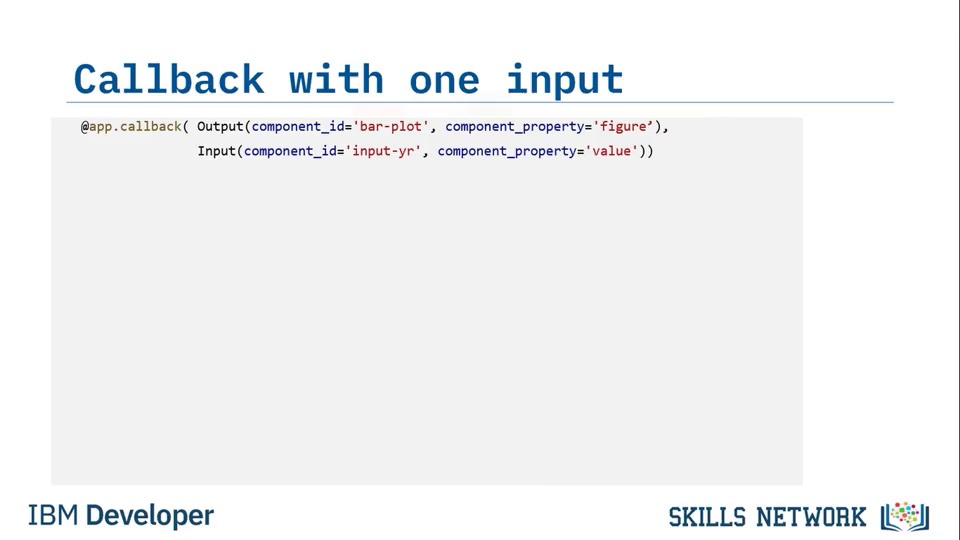 Callback with one input
@app.callback( Output(component_id='bar-plot', component_property='figure’),
Input(component_id='input-yr', component_property='value'))
IBM Developer
SKILLS NETWORK